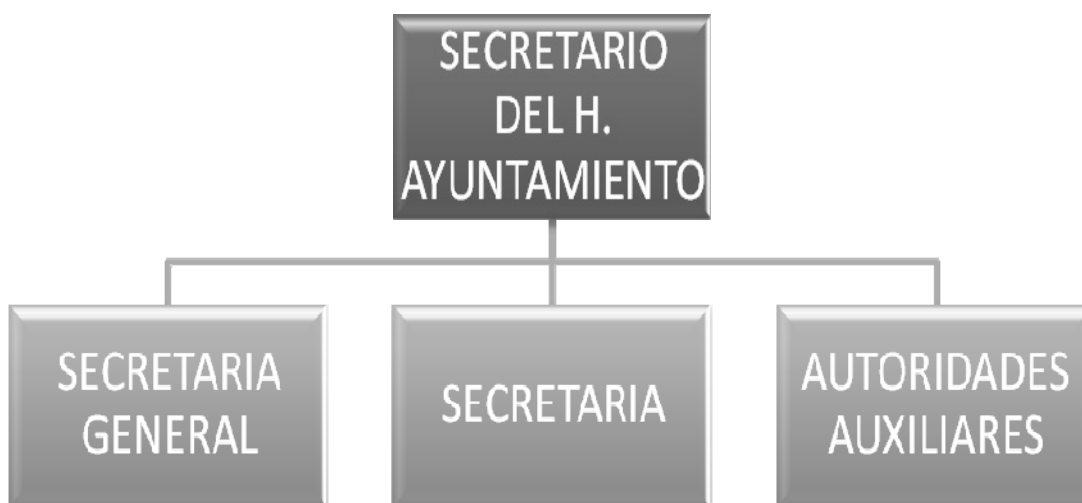 SECRETARIO
DEL H.
AYUNTAMIENTO
SECRETARIA
GENERAL
SECRETARIA
AUTORIDADES
AUXILIARES